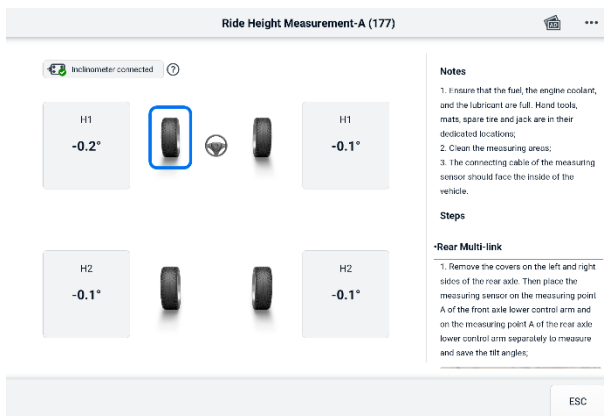 Ride Height Measurement-A (177)
Inclinometer connected
?
H1
-0.2°
H1
-0.1°
H2
-0.1°
H2
-0.1°
Notes
1. Ensure that the fuel, the engine coolant,
and the lubricant are full. Hand tools,
mats, spare tire and jack are in their
dedicated locations;
2. Clean the measuring areas;
3. The connecting cable of the measuring
sensor should face the inside of the
vehicle.
Steps
•Rear Multi-link
1. Remove the covers on the left and right
sides of the rear axle. Then place the
measuring sensor on the measuring point
A of the front axle lower control arm and
on the measuring point A of the rear axle
lower control arm separately to measure
and save the tilt angles;
ESC